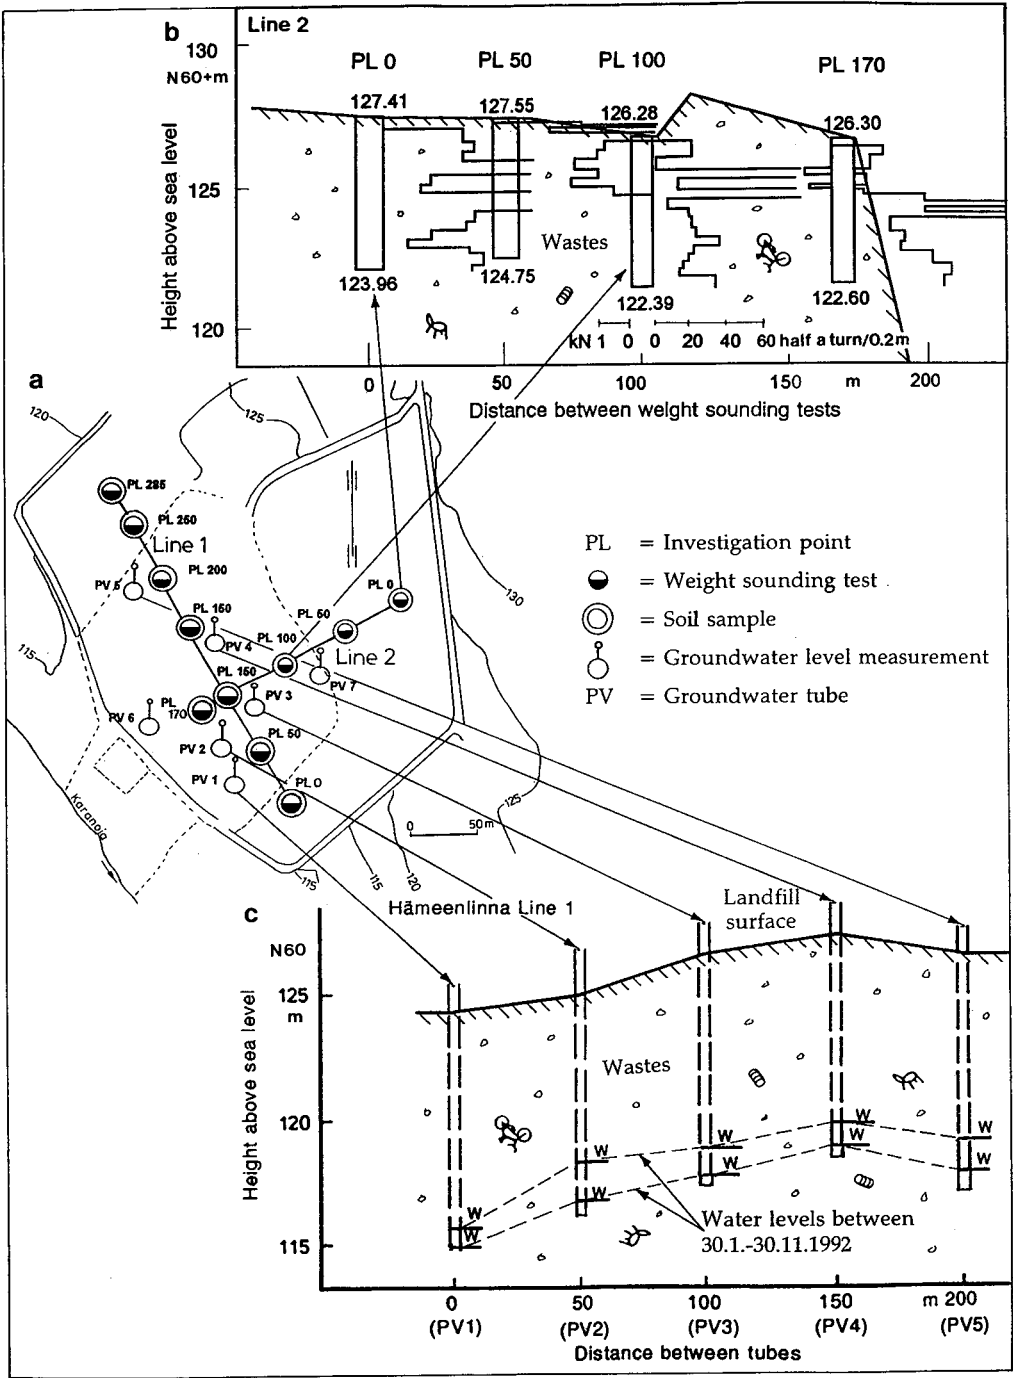 b
Line 2
130
N60+m
PL 0
PL 50
PL 100
PL 170
127.41
127.55
126.28
126.30
125
120
Height above sea level
Wastes
123.96
124.75
122.39
122.60
kN 1 0 0 20 40 60 half a turn/0.2 m
0 50 100 150 m 200
Distance between weight sounding tests
a
120
125
PL 285
PL 250
Line 1
PL 200
PV 5
PL 150
PV 4
PL 100
PL 50
PL 0
Line 2
PV 7
130
115
PL 150
PV 3
PL 170
PV 6
PV 2
PL 50
PV 1
PL 0
Karanoja
0 50 m
125
115
115
120
PL = Investigation point
= Weight sounding test
= Soil sample
= Groundwater level measurement
PV = Groundwater tube
c
Hämeenlinna Line 1
Landfill
surface
N60
125
m
120
115
Height above sea level
Wastes
W
W
W
W
W
W
W
W
W
W
Water levels between
30.1.-30.11.1992
0 50 100 150 m 200
(PV1) (PV2) (PV3) (PV4) (PV5)
Distance between tubes